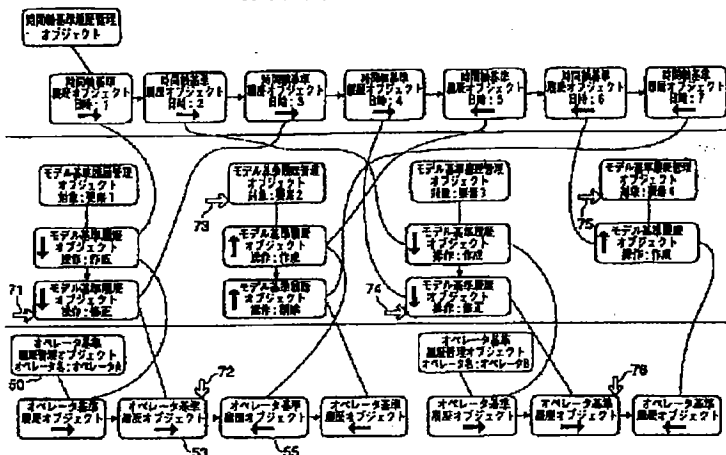 時間軸基準履歴管理
オブジェクト
時間軸基準
履歴オブジェクト
日時：1
時間軸基準
履歴オブジェクト
日時：2
時間軸基準
履歴オブジェクト
日時：3
時間軸基準
履歴オブジェクト
日時：4
時間軸基準
履歴オブジェクト
日時：5
時間軸基準
履歴オブジェクト
日時：6
時間軸基準
履歴オブジェクト
日時：7
モデル基準履歴管理
オブジェクト
対象：要素1
モデル基準履歴管理
オブジェクト
対象：要素2
モデル基準履歴管理
オブジェクト
対象：要素3
モデル基準履歴管理
オブジェクト
対象：要素4
73
75
モデル基準履歴
オブジェクト
操作：作成
モデル基準履歴
オブジェクト
操作：作成
モデル基準履歴
オブジェクト
操作：作成
モデル基準履歴
オブジェクト
操作：作成
71
モデル基準履歴
オブジェクト
操作：修正
モデル基準履歴
オブジェクト
操作：削除
74
モデル基準履歴
オブジェクト
操作：修正
オペレータ基準
履歴管理オブジェクト
オペレータ名：オペレータA
72
オペレータ基準
履歴管理オブジェクト
オペレータ名：オペレータB
76
オペレータ基準
履歴オブジェクト
オペレータ基準
履歴オブジェクト
53
オペレータ基準
履歴オブジェクト
55
オペレータ基準
履歴オブジェクト
オペレータ基準
履歴オブジェクト
オペレータ基準
履歴オブジェクト
オペレータ基準
履歴オブジェクト